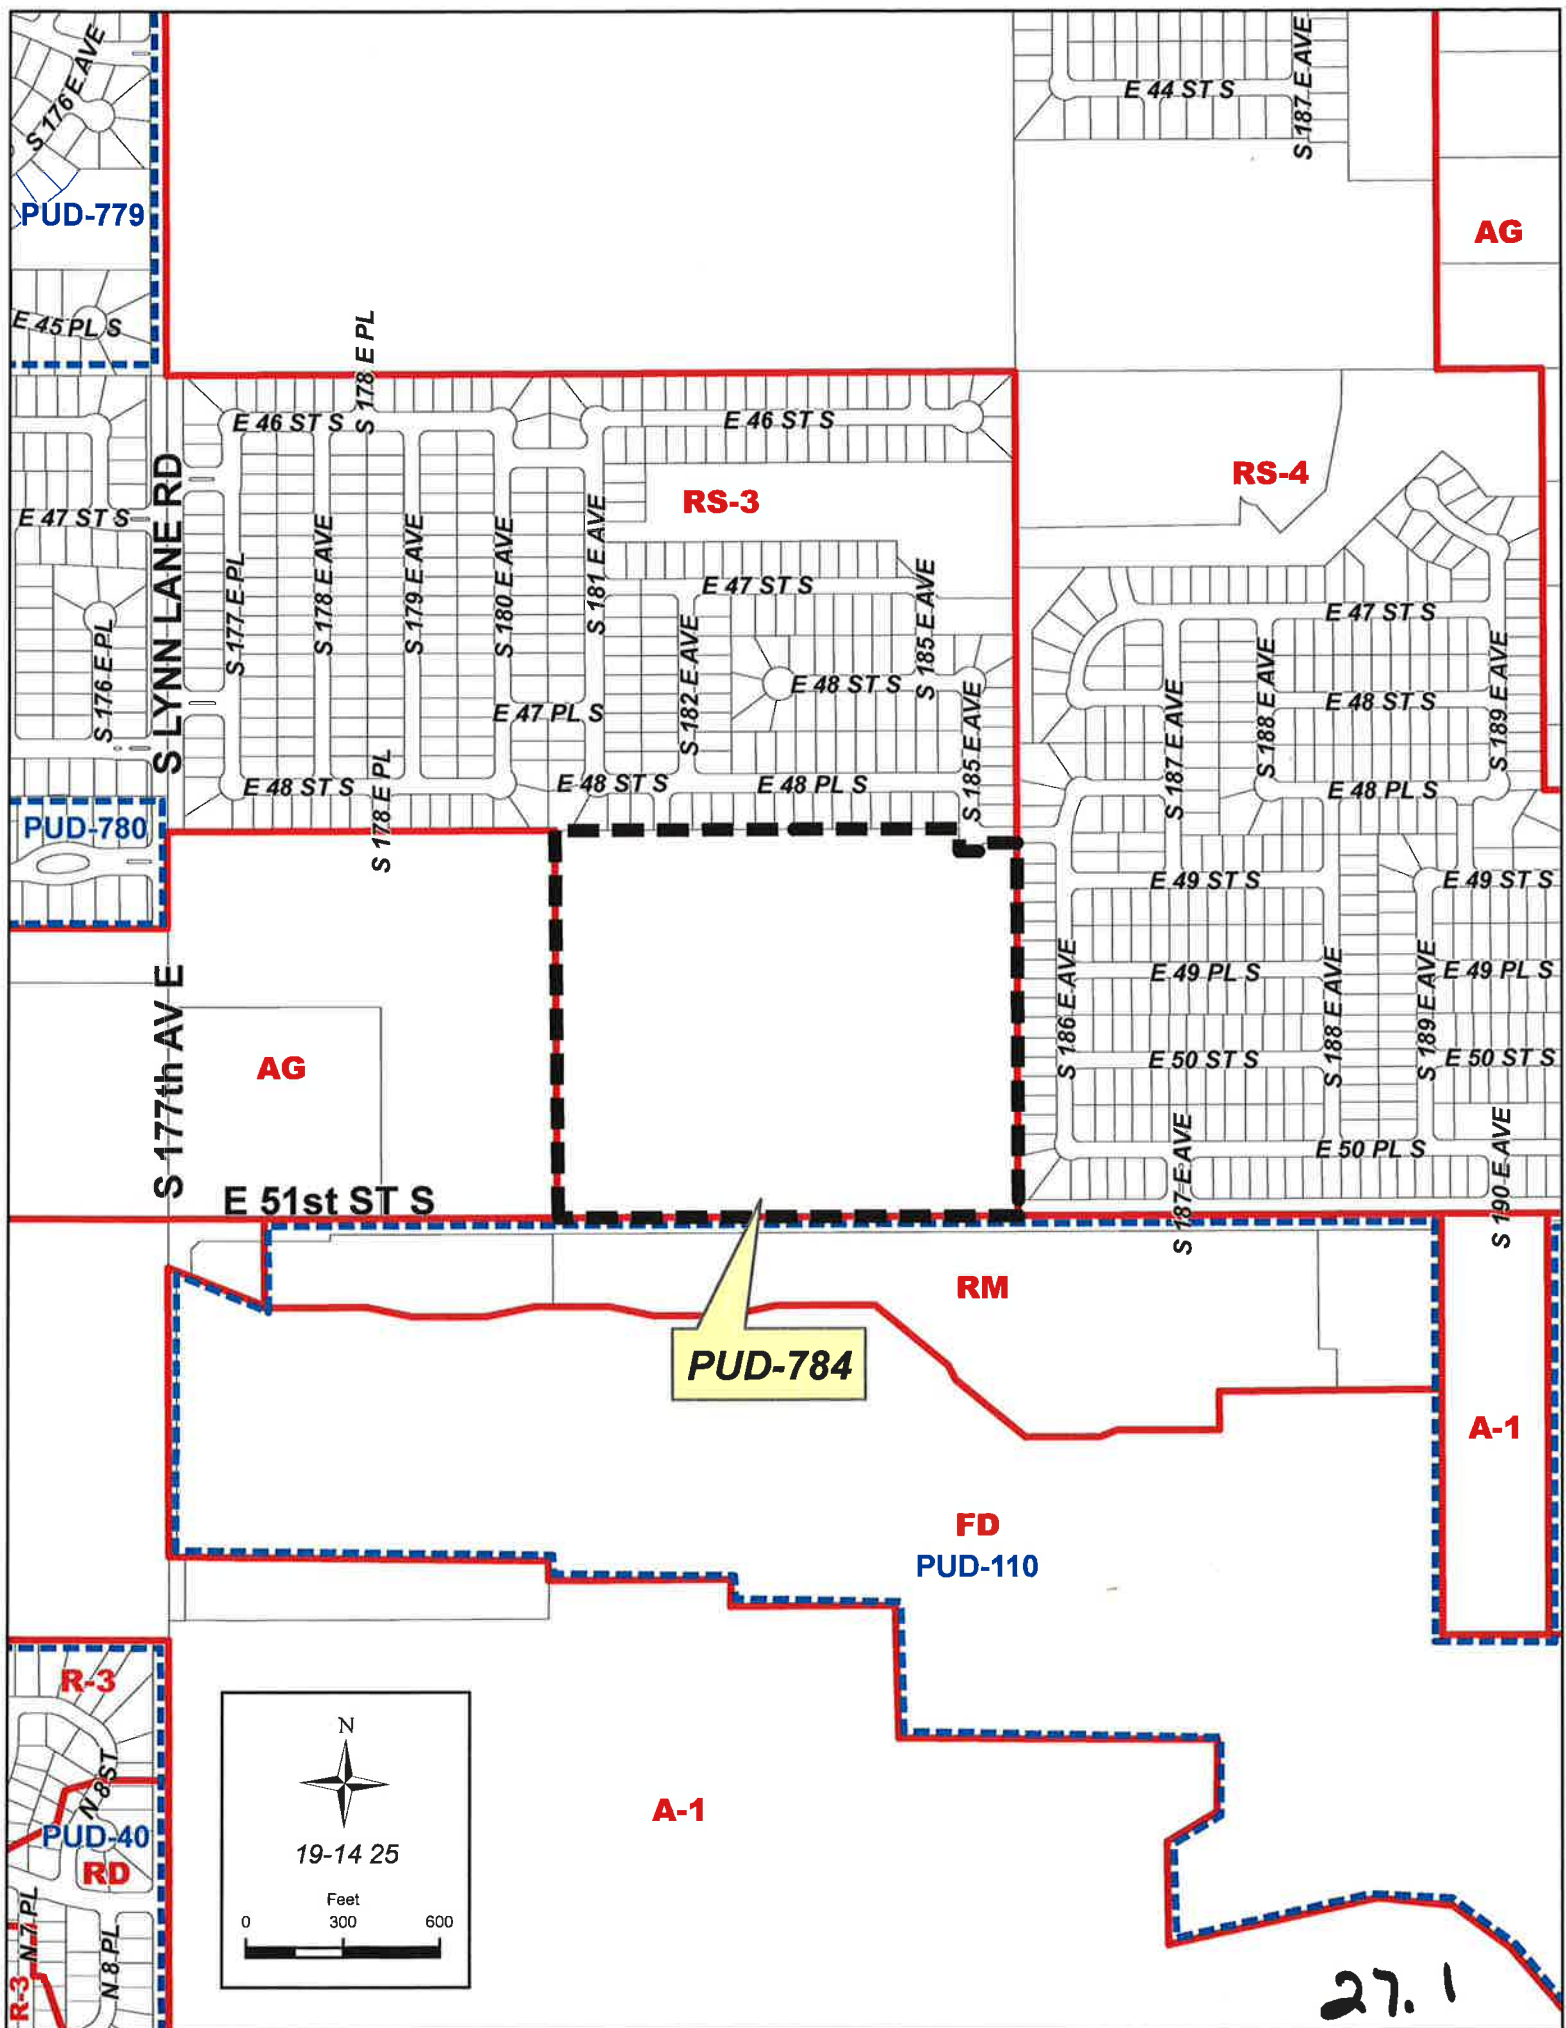 S 176 E AVE
E 44 ST S
S 187 E AVE
PUD-779
AG
E 45 PL S
S 178 E PL
E 46 ST S
E 46 ST S
RS-3
RS-4
S LYNN LANE RD
E 47 ST S
S 177 E PL
S 178 E AVE
S 179 E AVE
S 180 E AVE
S 181 E AVE
E 47 ST S
S 185 E AVE
E 47 ST S
S 176 E PL
S 182 E AVE
E 48 ST S
S 188 E AVE
S 189 E AVE
E 47 PL S
S 185 E AVE
S 187 E AVE
E 48 ST S
E 48 ST S
S 178 E PL
E 48 ST S
E 48 PL S
E 48 PL S
PUD-780
E 49 ST S
E 49 ST S
S 177th AV E
E 49 PL S
E 49 PL S
S 186 E AVE
S 188 E AVE
S 189 E AVE
AG
E 50 ST S
E 50 ST S
E 50 PL S
S 187 E AVE
S 190 E AVE
E 51st ST S
RM
PUD-784
A-1
FD
PUD-110
R-3
N 8 ST
PUD-40
RD
N 7 PL
N 8 PL
R-3
A-1
N
19-14 25
Feet
0 300 600
27.1